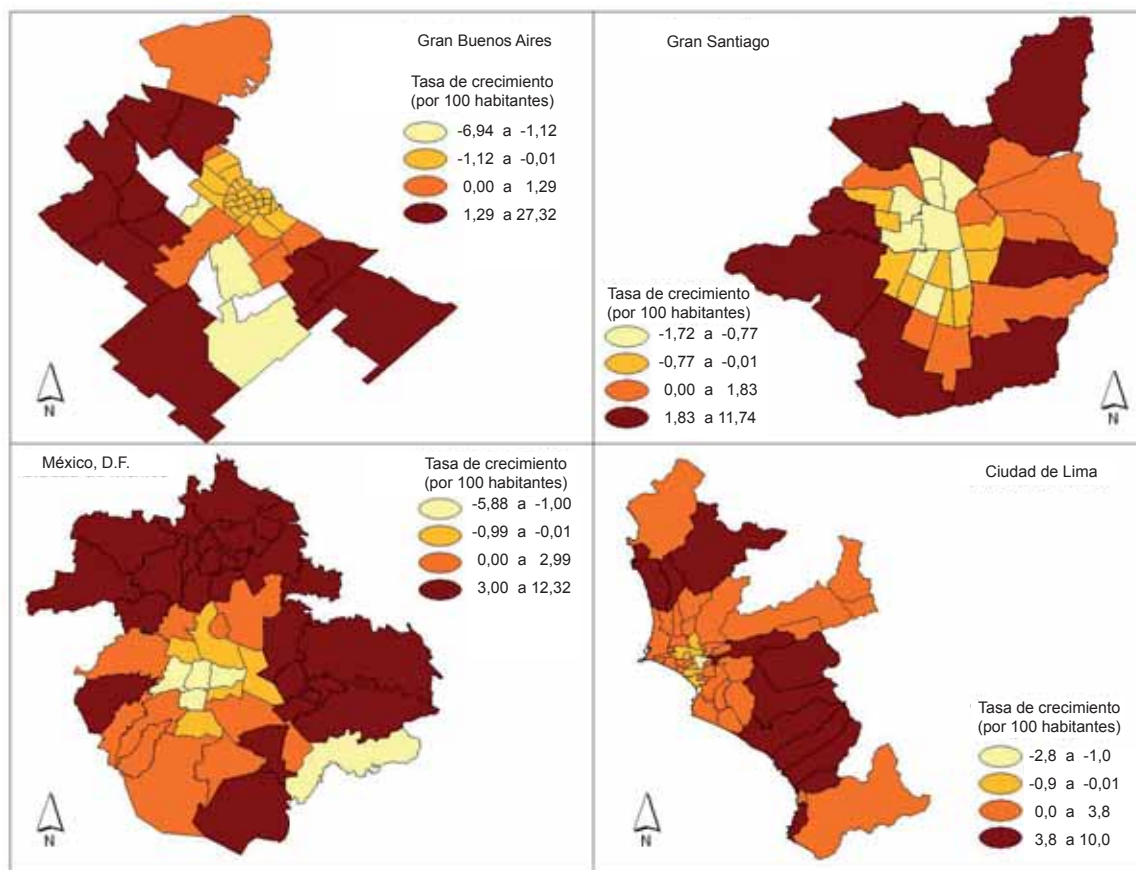 Gran Buenos Aires
Tasa de crecimiento
(por 100 habitantes)
-6,94 a -1,12
-1,12 a -0,01
0,00 a 1,29
1,29 a 27,32
N
Gran Santiago
Tasa de crecimiento
(por 100 habitantes)
-1,72 a -0,77
-0,77 a -0,01
0,00 a 1,83
1,83 a 11,74
N
México, D.F.
Tasa de crecimiento
(por 100 habitantes)
-5,88 a -1,00
-0,99 a -0,01
0,00 a 2,99
3,00 a 12,32
N
Ciudad de Lima
Tasa de crecimiento
(por 100 habitantes)
-2,8 a -1,0
-0,9 a -0,01
0,0 a 3,8
3,8 a 10,0
N